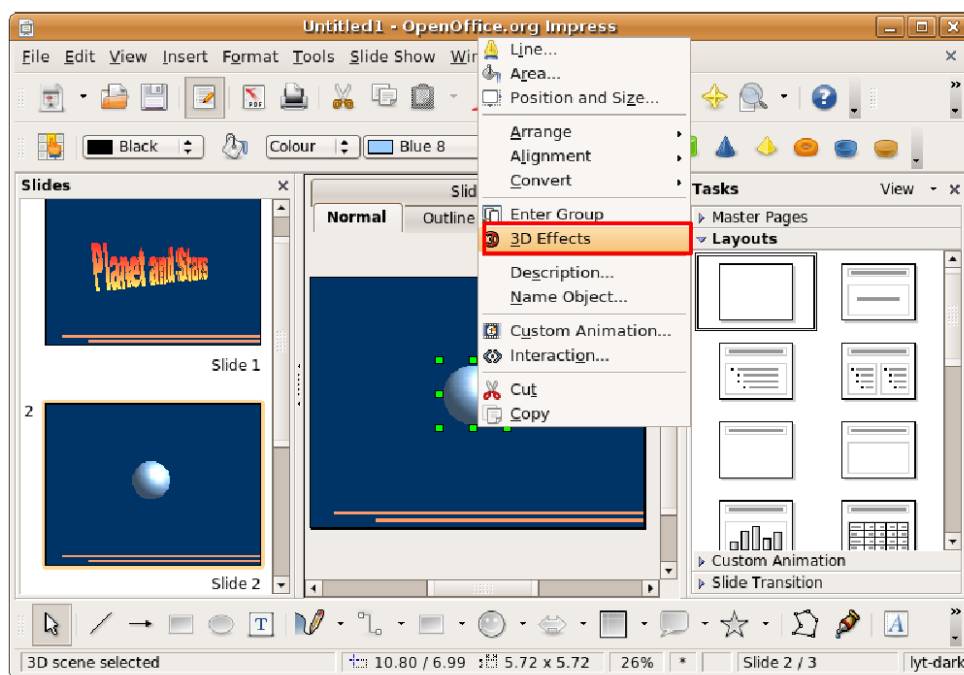 Untitled1 - OpenOffice.org Impress
File Edit View Insert Format Tools Slide Show Win
PDF
Black Colour Blue 8
Line...
Area...
Position and Size...
Arrange
Alignment
Convert
Enter Group
3D Effects
Description...
Name Object...
Custom Animation...
Interaction...
Cut
Copy
Slides
Planet and Stars
Slide 1
2
Slide 2
Slid
Normal Outline
Tasks View
Master Pages
Layouts
Custom Animation
Slide Transition
T
A
3D scene selected 10.80 / 6.99 5.72 x 5.72 26% * Slide 2 / 3 lyt-dark